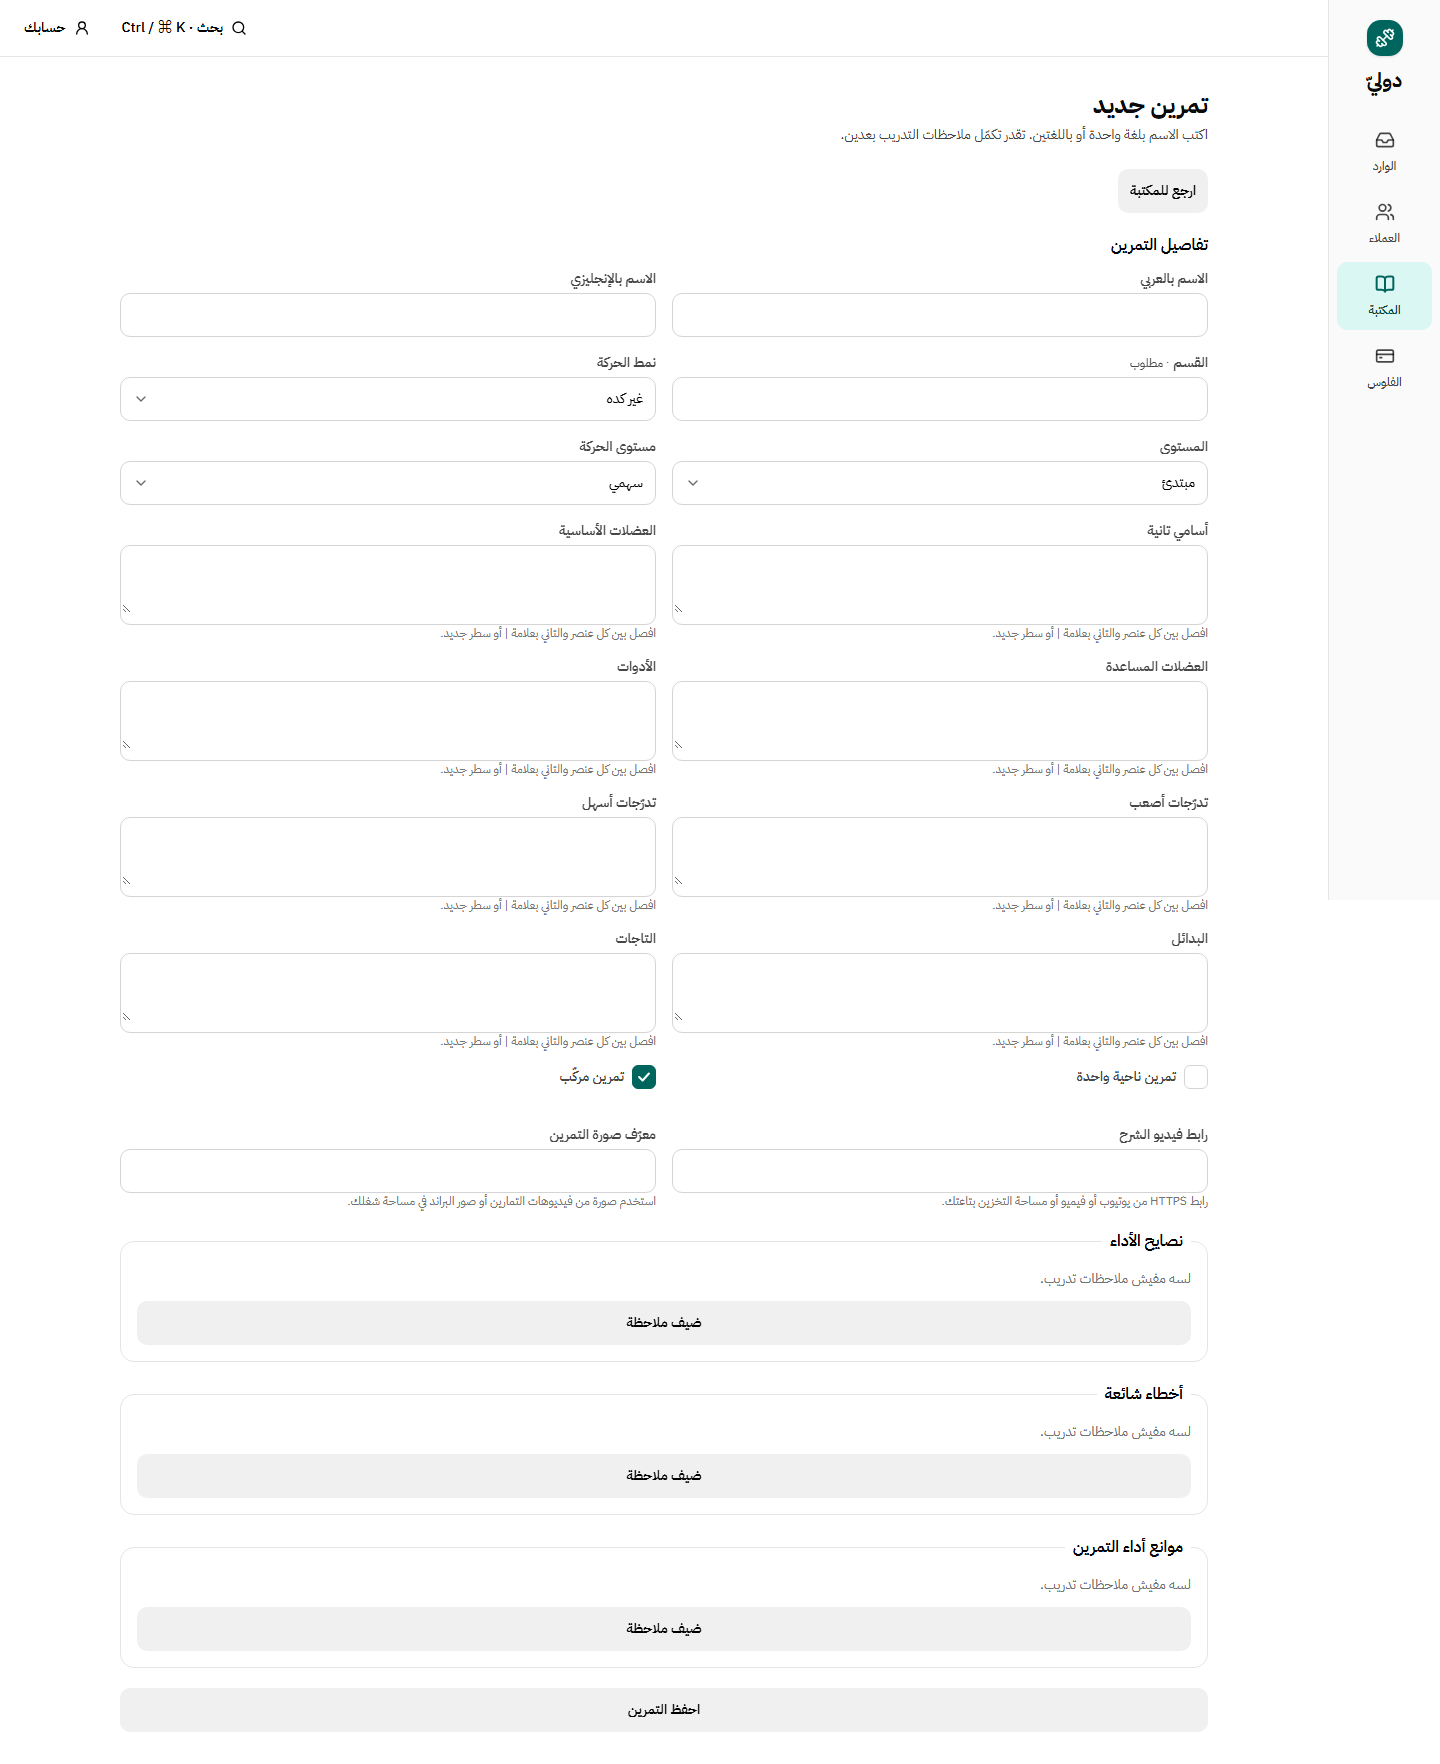 دوليّ
الوارد
العملاء
المكتبة
الفلوس
بحث · Ctrl / ⌘ K
حسابك
تمرين جديد
اكتب الاسم بلغة واحدة أو باللغتين. تقدر تكمّل ملاحظات التدريب بعدين.
ارجع للمكتبة
تفاصيل التمرين
الاسم بالعربي
الاسم بالإنجليزي
القسم · مطلوب
نمط الحركة
غير كده
المستوى
مستوى الحركة
مبتدئ
سهمي
أسامي تانية
العضلات الأساسية
افصل بين كل عنصر والتاني بعلامة | أو سطر جديد.
افصل بين كل عنصر والتاني بعلامة | أو سطر جديد.
العضلات المساعدة
الأدوات
افصل بين كل عنصر والتاني بعلامة | أو سطر جديد.
افصل بين كل عنصر والتاني بعلامة | أو سطر جديد.
تدرّجات أصعب
تدرّجات أسهل
افصل بين كل عنصر والتاني بعلامة | أو سطر جديد.
افصل بين كل عنصر والتاني بعلامة | أو سطر جديد.
البدائل
التاجات
افصل بين كل عنصر والتاني بعلامة | أو سطر جديد.
افصل بين كل عنصر والتاني بعلامة | أو سطر جديد.
تمرين ناحية واحدة
تمرين مركّب
رابط فيديو الشرح
معرّف صورة التمرين
رابط HTTPS من يوتيوب أو فيميو أو مساحة التخزين بتاعتك.
استخدم صورة من فيديوهات التمارين أو صور البراند في مساحة شغلك.
نصايح الأداء
لسه مفيش ملاحظات تدريب.
ضيف ملاحظة
أخطاء شائعة
لسه مفيش ملاحظات تدريب.
ضيف ملاحظة
موانع أداء التمرين
لسه مفيش ملاحظات تدريب.
ضيف ملاحظة
احفظ التمرين